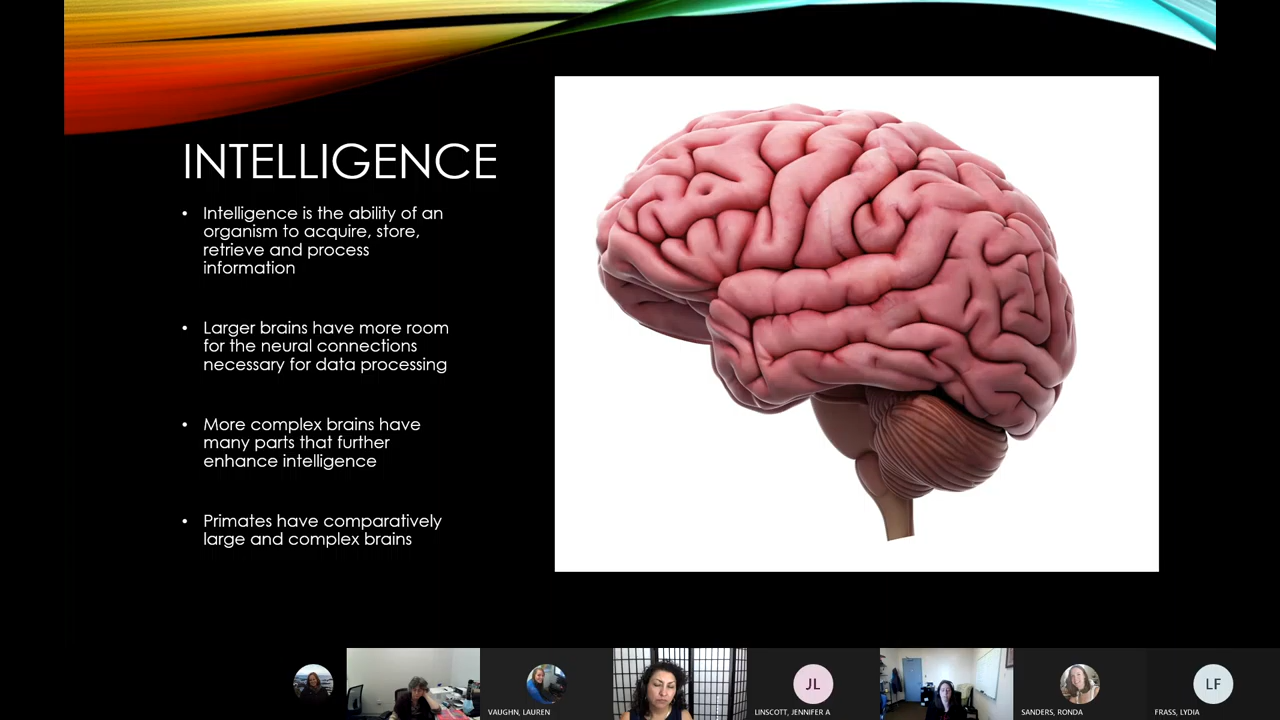 INTELLIGENCE
• Intelligence is the ability of an
organism to acquire, store,
retrieve and process
information
• Larger brains have more room
for the neural connections
necessary for data processing
• More complex brains have
many parts that further
enhance intelligence
• Primates have comparatively
large and complex brains
JL
LF
VAUGHN, LAUREN
LINSCOTT, JENNIFER A
SANDERS, RONDA
FRASS, LYDIA